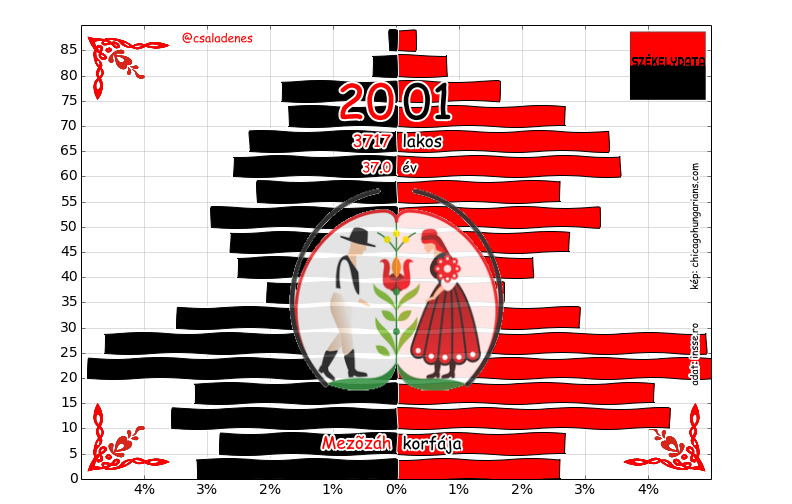 @csaladenes
SZÉKELYDATA
2001
3717 lakos
37.0 év
kép: chicagohungarians.com
adat: insse.ro
Mezõzáh korfája
85
80
75
70
65
60
55
50
45
40
35
30
25
20
15
10
5
0
4% 3% 2% 1% 0% 1% 2% 3% 4%